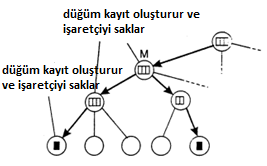 düğüm kayıt oluşturur ve
işaretçiyi saklar
M
düğüm kayıt oluşturur
ve işaretçiyi saklar